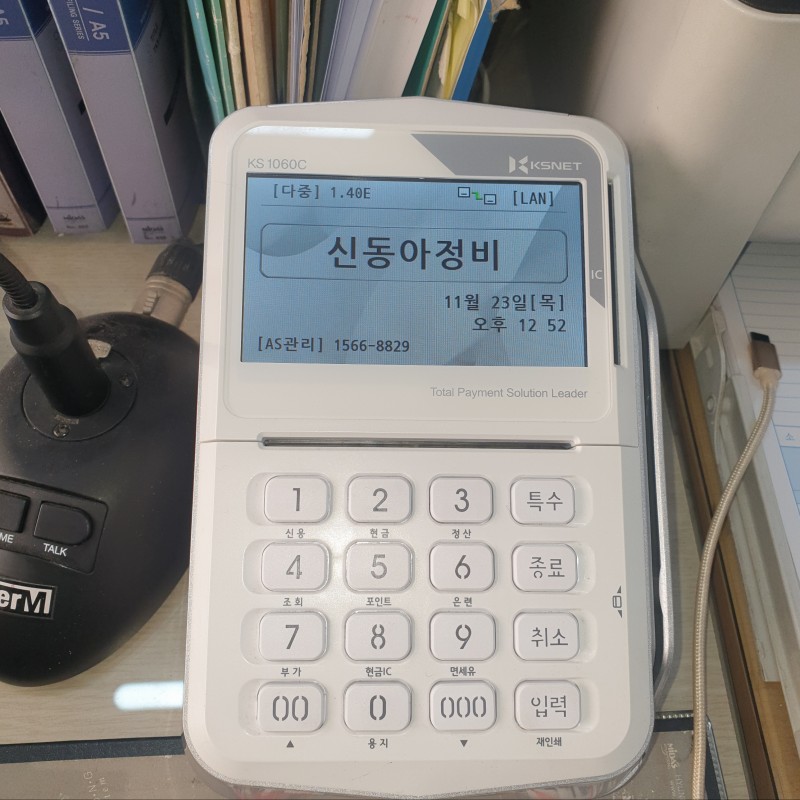 / A5
A5
LING SERIES
KS1060C
KSNET
[다중] 1.40E [LAN]
신동아정비
IC
11월 23일[목]
오후 12 52
[AS관리] 1566-8829
Total Payment Solution Leader
1 2 3 특수
신용 현금 정산
4 5 6 종료
조회 포인트 은련
7 8 9 취소
부가 현금IC 면세유
00 0 000 입력
▲ 용지 ▼ 재인쇄
ME
TALK
erM